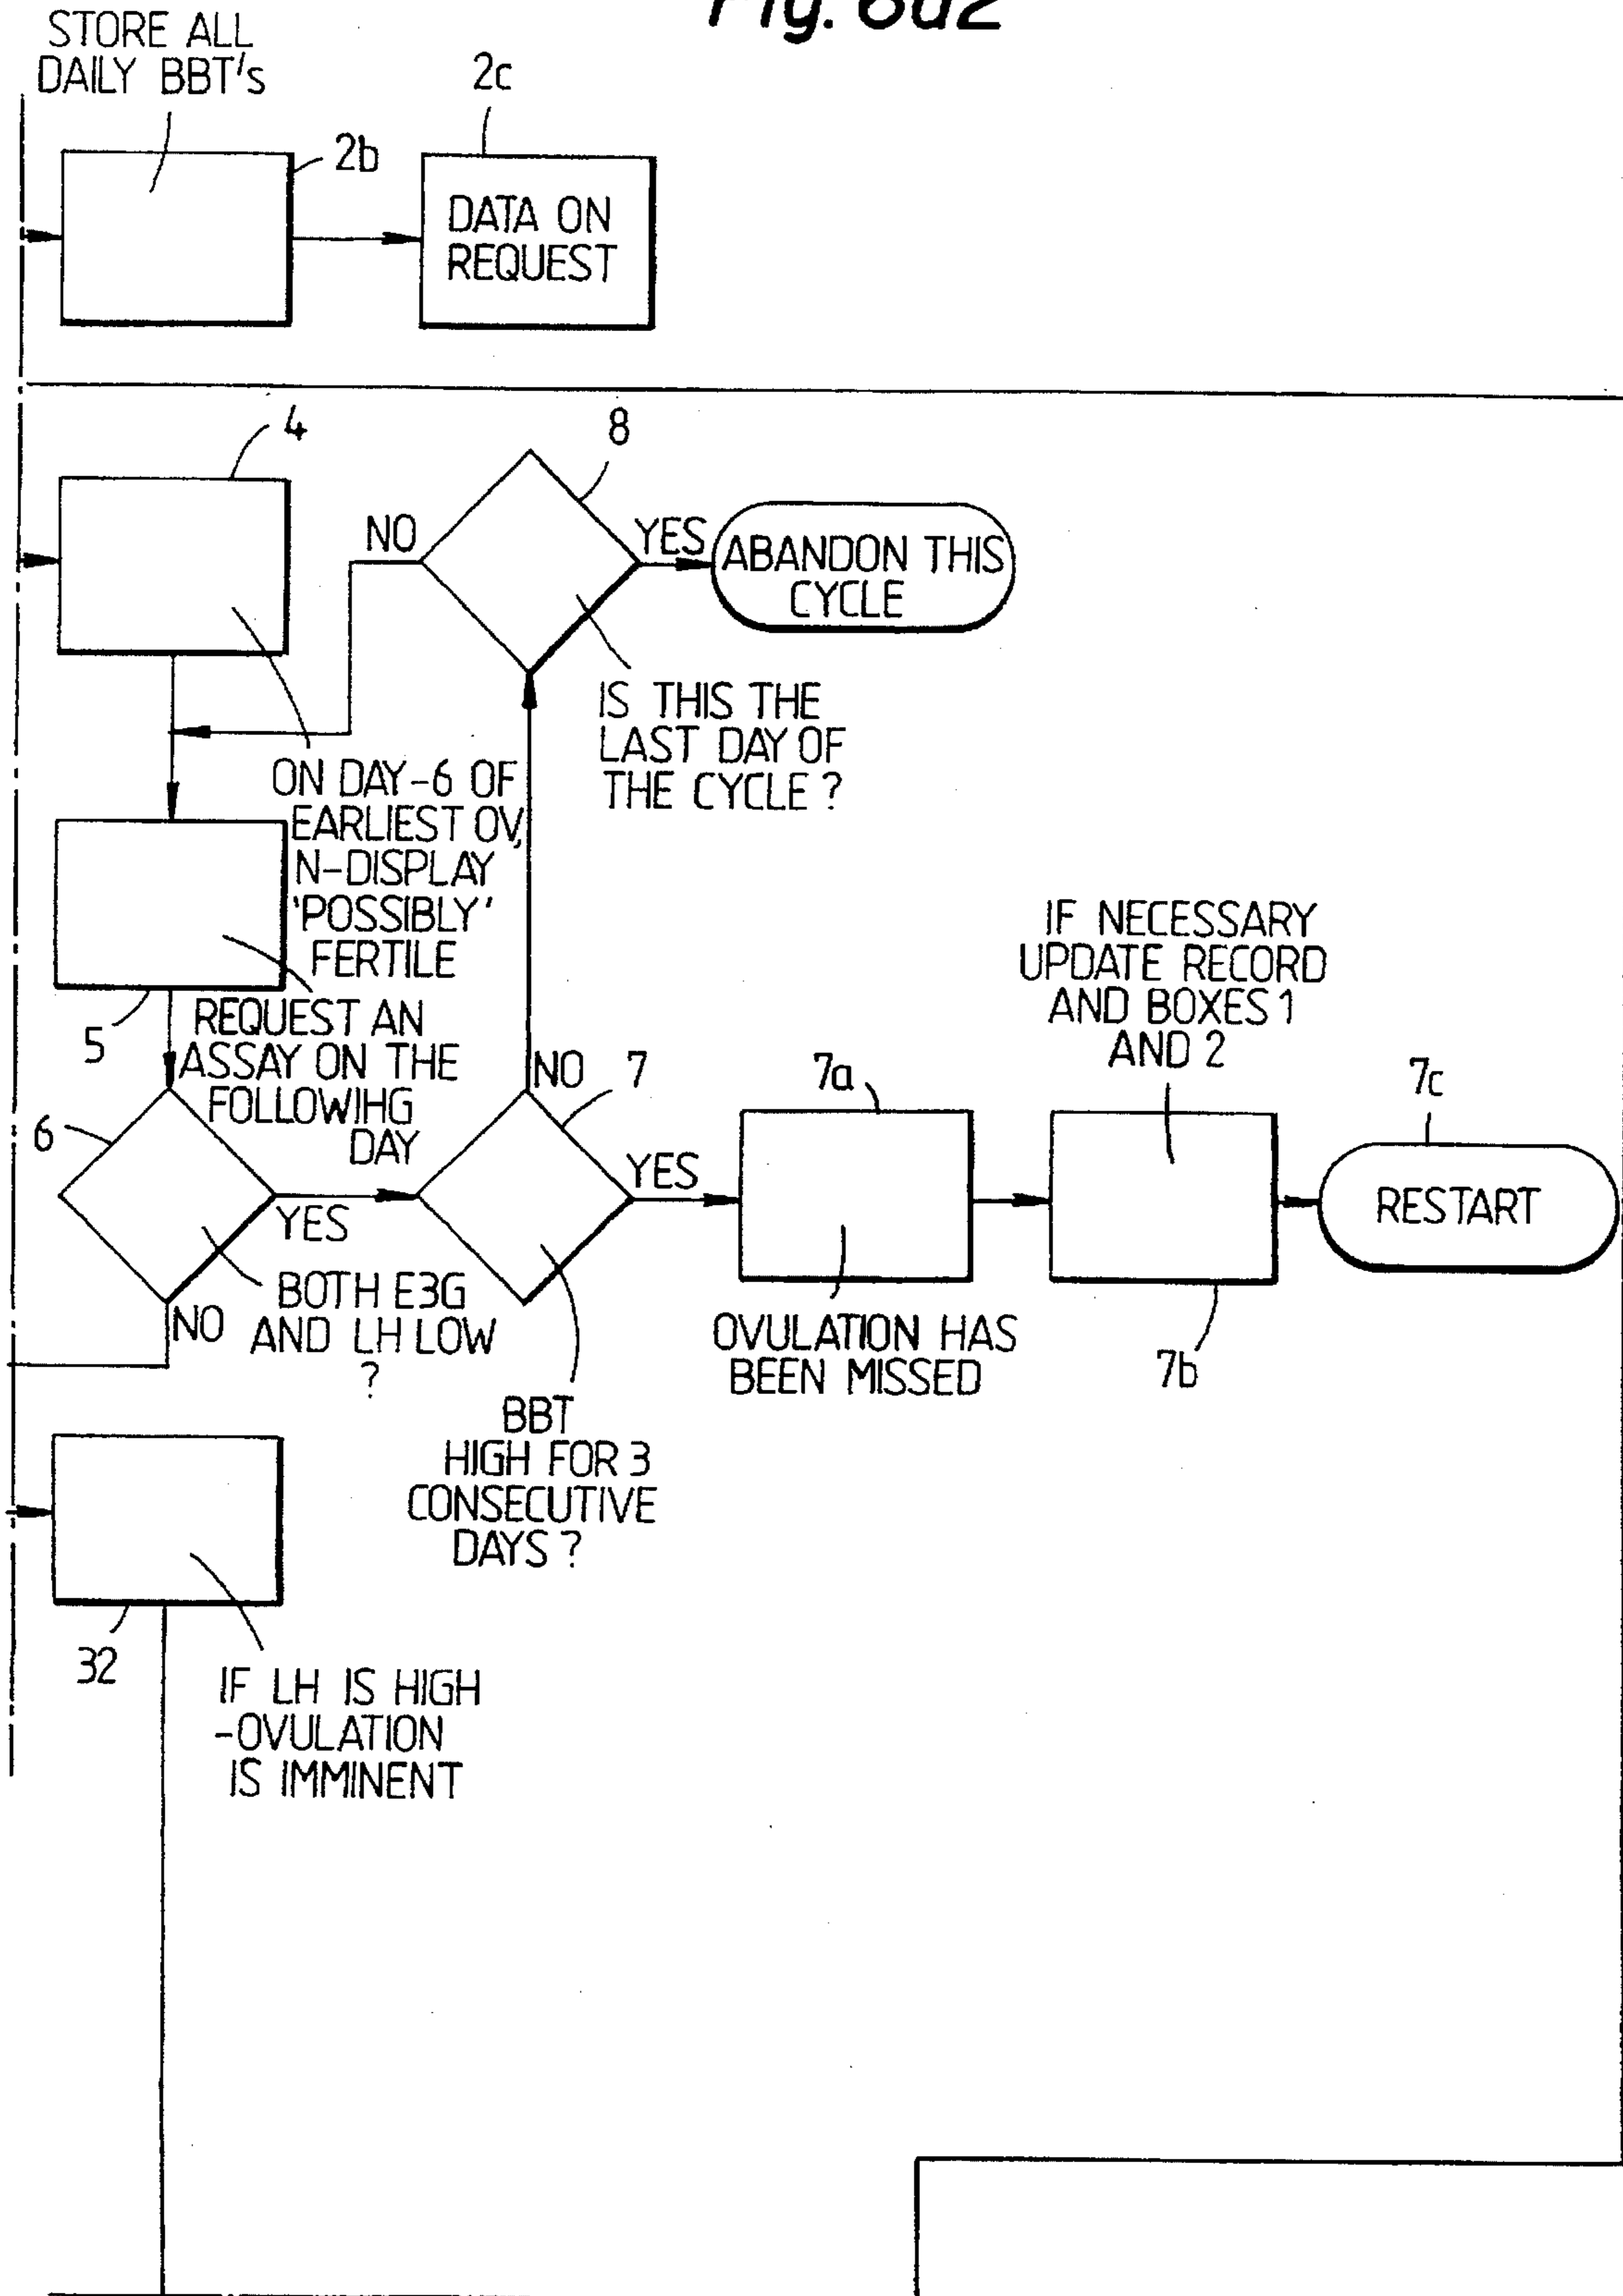 Fig. 6a2
STORE ALL
DAILY BBT's
2b
2c
DATA ON
REQUEST
4
8
NO
YES
ABANDON THIS
CYCLE
IS THIS THE
LAST DAY OF
THE CYCLE ?
ON DAY-6 OF
EARLIEST OV,
N-DISPLAY
'POSSIBLY'
FERTILE
5
REQUEST AN
ASSAY ON THE
FOLLOWIHG
DAY
6
YES
NO
BOTH E3G
AND LH LOW
?
NO
7
YES
BBT
HIGH FOR 3
CONSECUTIVE
DAYS ?
7a
OVULATION HAS
BEEN MISSED
IF NECESSARY
UPDATE RECORD
AND BOXES 1
AND 2
7b
7c
RESTART
32
IF LH IS HIGH
-OVULATION
IS IMMINENT